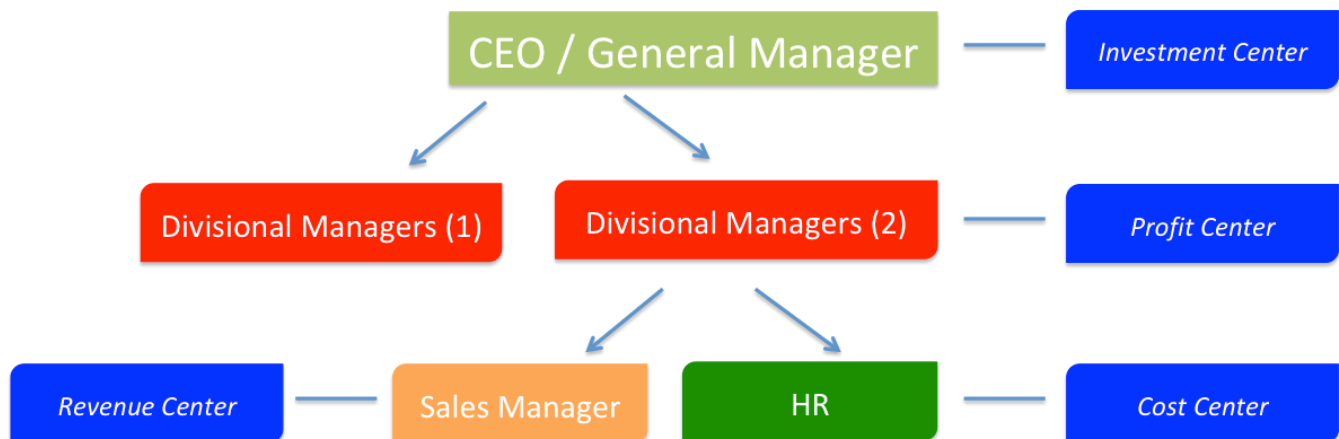 CEO / General Manager
Investment Center
Divisional Managers (1)
Divisional Managers (2)
Profit Center
Revenue Center
Sales Manager
HR
Cost Center